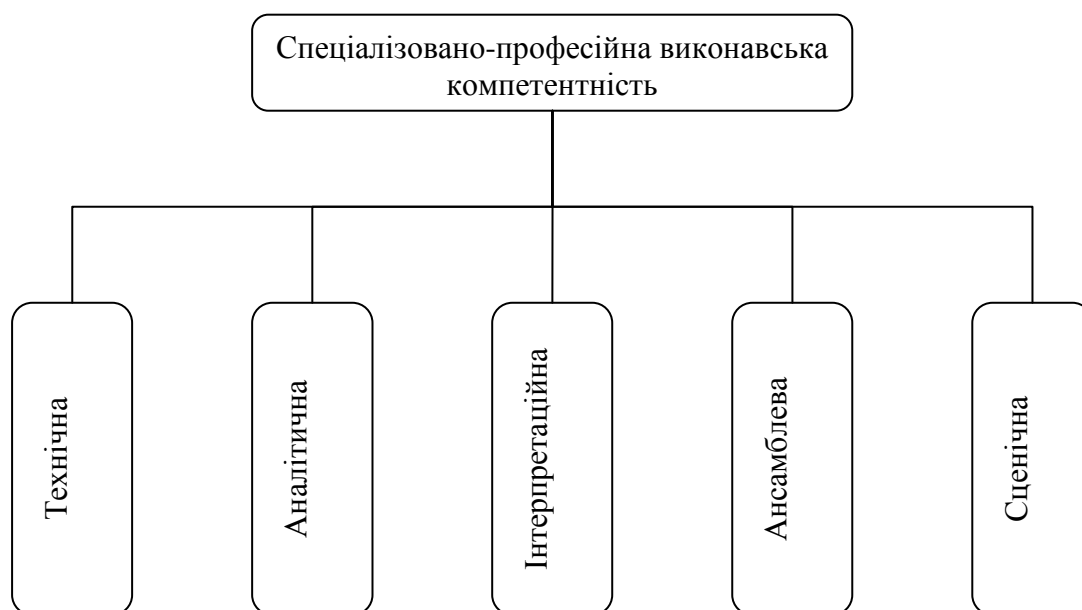 Спеціалізовано-професійна виконавська
компетентність
Технічна
Аналітична
Інтерпретаційна
Ансамблева
Сценічна